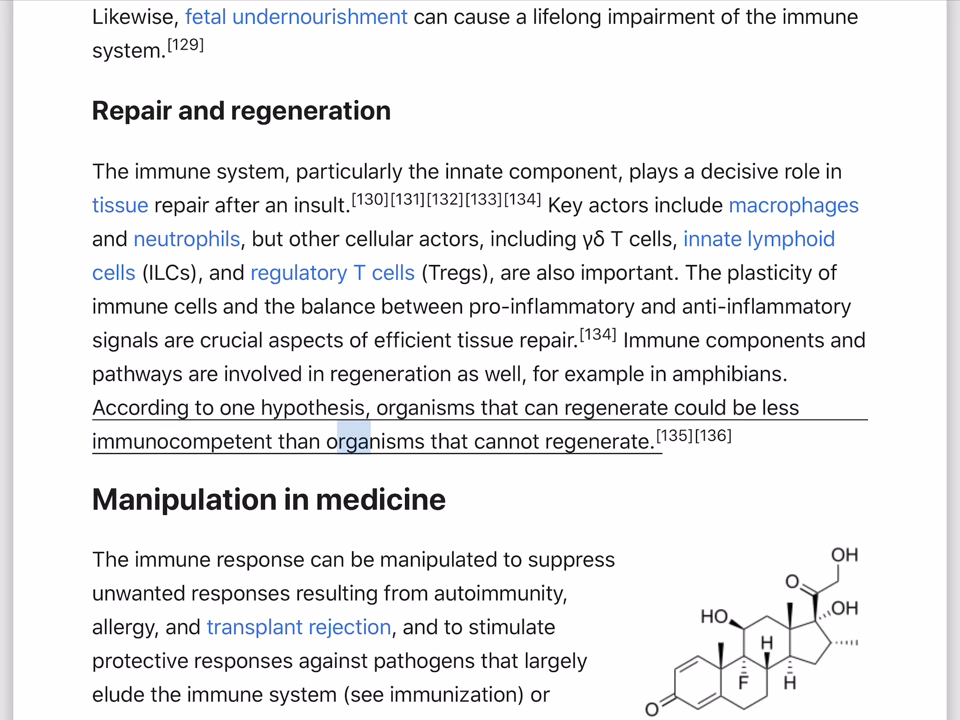 Likewise, fetal undernourishment can cause a lifelong impairment of the immune
system.[129]
Repair and regeneration
The immune system, particularly the innate component, plays a decisive role in
tissue repair after an insult.[130][131][132][133][134] Key actors include macrophages
and neutrophils, but other cellular actors, including γδ T cells, innate lymphoid
cells (ILCs), and regulatory T cells (Tregs), are also important. The plasticity of
immune cells and the balance between pro-inflammatory and anti-inflammatory
signals are crucial aspects of efficient tissue repair.[134] Immune components and
pathways are involved in regeneration as well, for example in amphibians.
According to one hypothesis, organisms that can regenerate could be less
immunocompetent than organisms that cannot regenerate.[135][136]
Manipulation in medicine
The immune response can be manipulated to suppress
unwanted responses resulting from autoimmunity,
allergy, and transplant rejection, and to stimulate
protective responses against pathogens that largely
elude the immune system (see immunization) or
OH
O
OH
HO
H
F
H
O